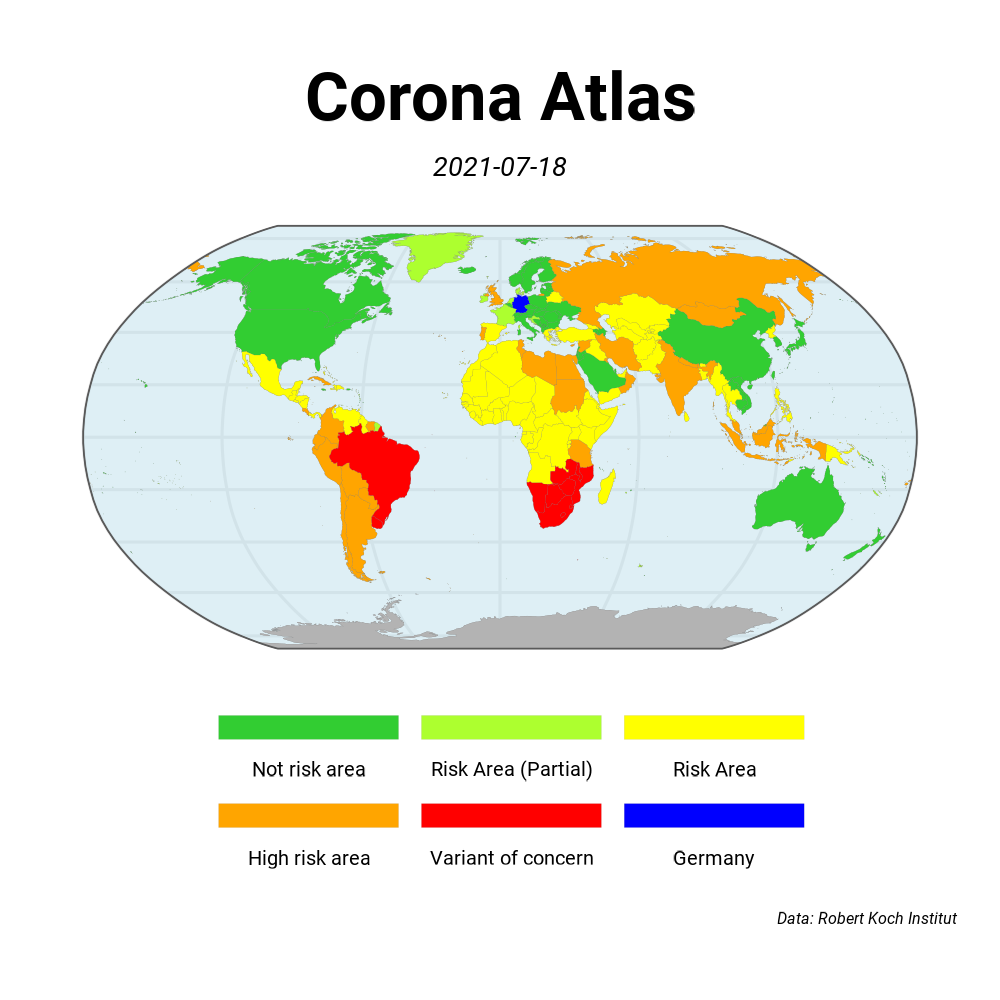 Corona Atlas
2021-07-18
Not risk area
Risk Area (Partial)
Risk Area
High risk area
Variant of concern
Germany
Data: Robert Koch Institut